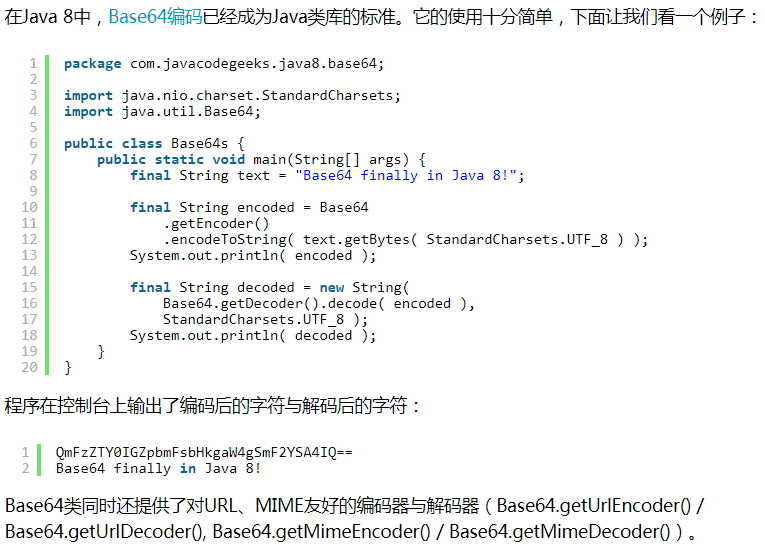 在Java 8中，Base64编码已经成为Java类库的标准。它的使用十分简单，下面让我们看一个例子：
1 package com.javacodegeeks.java8.base64;
2
3 import java.nio.charset.StandardCharsets;
4 import java.util.Base64;
5
6 public class Base64s {
7     public static void main(String[] args) {
8         final String text = "Base64 finally in Java 8!";
9
10         final String encoded = Base64
11             .getEncoder()
12             .encodeToString( text.getBytes( StandardCharsets.UTF_8 ) );
13         System.out.println( encoded );
14
15         final String decoded = new String(
16             Base64.getDecoder().decode( encoded ),
17             StandardCharsets.UTF_8 );
18         System.out.println( decoded );
19     }
20 }
程序在控制台上输出了编码后的字符与解码后的字符：
1 QmFzZTY0IGZpbmFsbHkgaW4gSmF2YSA4IQ==
2 Base64 finally in Java 8!
Base64类同时还提供了对URL、MIME友好的编码器与解码器（Base64.getUrlEncoder() /
Base64.getUrlDecoder(), Base64.getMimeEncoder() / Base64.getMimeDecoder()）。